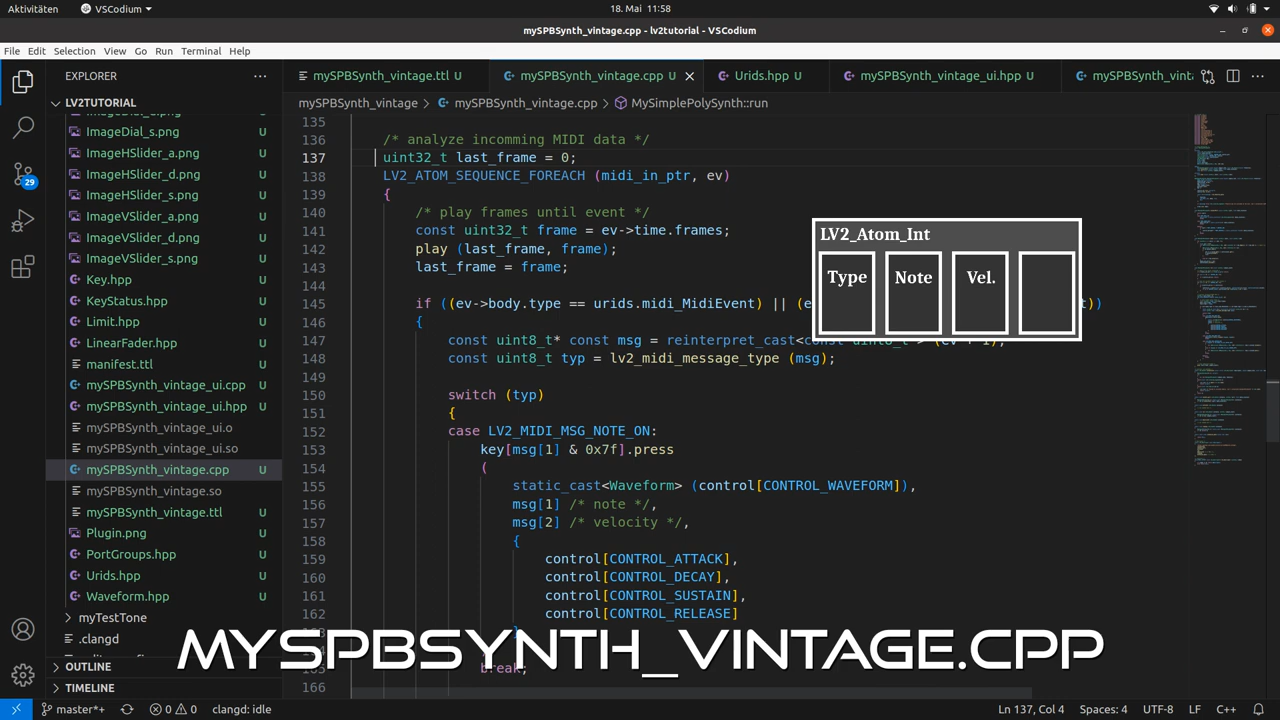 Aktivitäten
VSCodium
18. Mai 11:58
mySPBSynth_vintage.cpp - lv2tutorial - VSCodium
File Edit Selection View Go Run Terminal Help
EXPLORER
mySPBSynth_vintage.ttl U
mySPBSynth_vintage.cpp U
Urids.hpp U
mySPBSynth_vintage_ui.hpp U
mySPBSynth_vinta
LV2TUTORIAL
mySPBSynth_vintage > mySPBSynth_vintage.cpp > MySimplePolySynth::run
ImageDial_s.png U
ImageHSlider_a.png U
ImageHSlider_d.png U
ImageHSlider_s.png U
ImageVSlider_a.png U
ImageVSlider_d.png U
ImageVSlider_s.png U
Key.hpp U
KeyStatus.hpp U
Limit.hpp U
LinearFader.hpp U
manifest.ttl U
mySPBSynth_vintage_ui.cpp U
mySPBSynth_vintage_ui.hpp U
mySPBSynth_vintage_ui.o
mySPBSynth_vintage_ui.so
mySPBSynth_vintage.cpp U
mySPBSynth_vintage.so
mySPBSynth_vintage.ttl U
Plugin.png U
PortGroups.hpp U
Urids.hpp U
Waveform.hpp U
myTestTone
.clangd
OUTLINE
TIMELINE
29
135
136 /* analyze incomming MIDI data */
137 uint32_t last_frame = 0;
138 LV2_ATOM_SEQUENCE_FOREACH (midi_in_ptr, ev)
139 {
140 /* play frames until event */
141 const uint32_t frame = ev->time.frames;
142 play (last_frame, frame);
143 last_frame = frame;
144
145 if ((ev->body.type == urids.midi_MidiEvent) || (e
146 {
147 const uint8_t* const msg = reinterpret_cast<const uint8_t*> (ev + 1);
148 const uint8_t typ = lv2_midi_message_type (msg);
149
150 switch (typ)
151 {
152 case LV2_MIDI_MSG_NOTE_ON:
153 key[msg[1] & 0x7f].press
154 (
155 static_cast<Waveform> (control[CONTROL_WAVEFORM]),
156 msg[1] /* note */,
157 msg[2] /* velocity */,
158 {
159 control[CONTROL_ATTACK],
160 control[CONTROL_DECAY],
161 control[CONTROL_SUSTAIN],
162 control[CONTROL_RELEASE]
break;
166
LV2_Atom_Int
Type Note Vel.
MYSPBSYNTH_VINTAGE.CPP
master*+ 0 0 clangd: idle
Ln 137, Col 4 Spaces: 4 UTF-8 LF C++